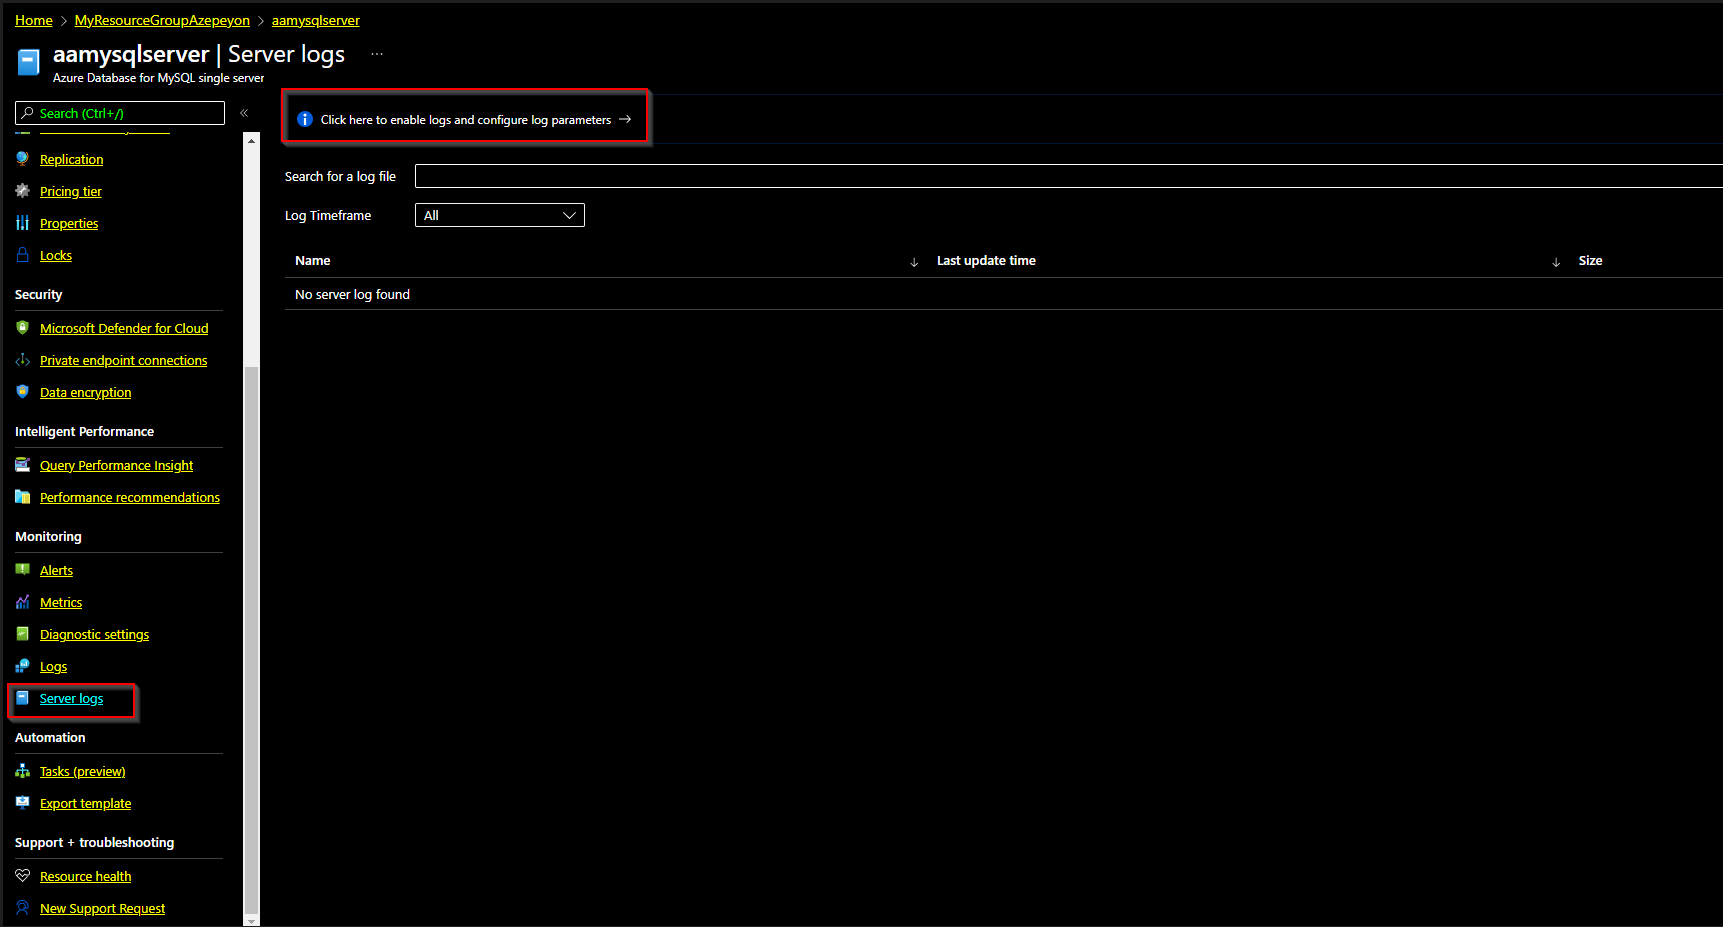 Home > MyResourceGroupAzepeyon > aamysqlserver
aamysqlserver | Server logs ...
Azure Database for MySQL single server
Search (Ctrl+/)
«
Replication
Pricing tier
Properties
Locks
Security
Microsoft Defender for Cloud
Private endpoint connections
Data encryption
Intelligent Performance
Query Performance Insight
Performance recommendations
Monitoring
Alerts
Metrics
Diagnostic settings
Logs
Server logs
Automation
Tasks (preview)
Export template
Support + troubleshooting
Resource health
New Support Request
Click here to enable logs and configure log parameters →
Search for a log file
Log Timeframe All
Name ↓ Last update time ↓ Size
No server log found